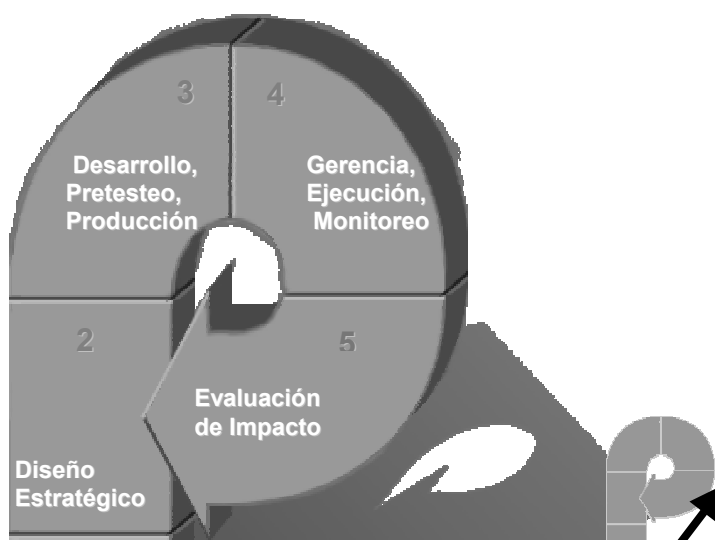 3
Desarrollo,
Pretesteo,
Producción
4
Gerencia,
Ejecución,
Monitoreo
2
Diseño
Estratégico
5
Evaluación
de Impacto